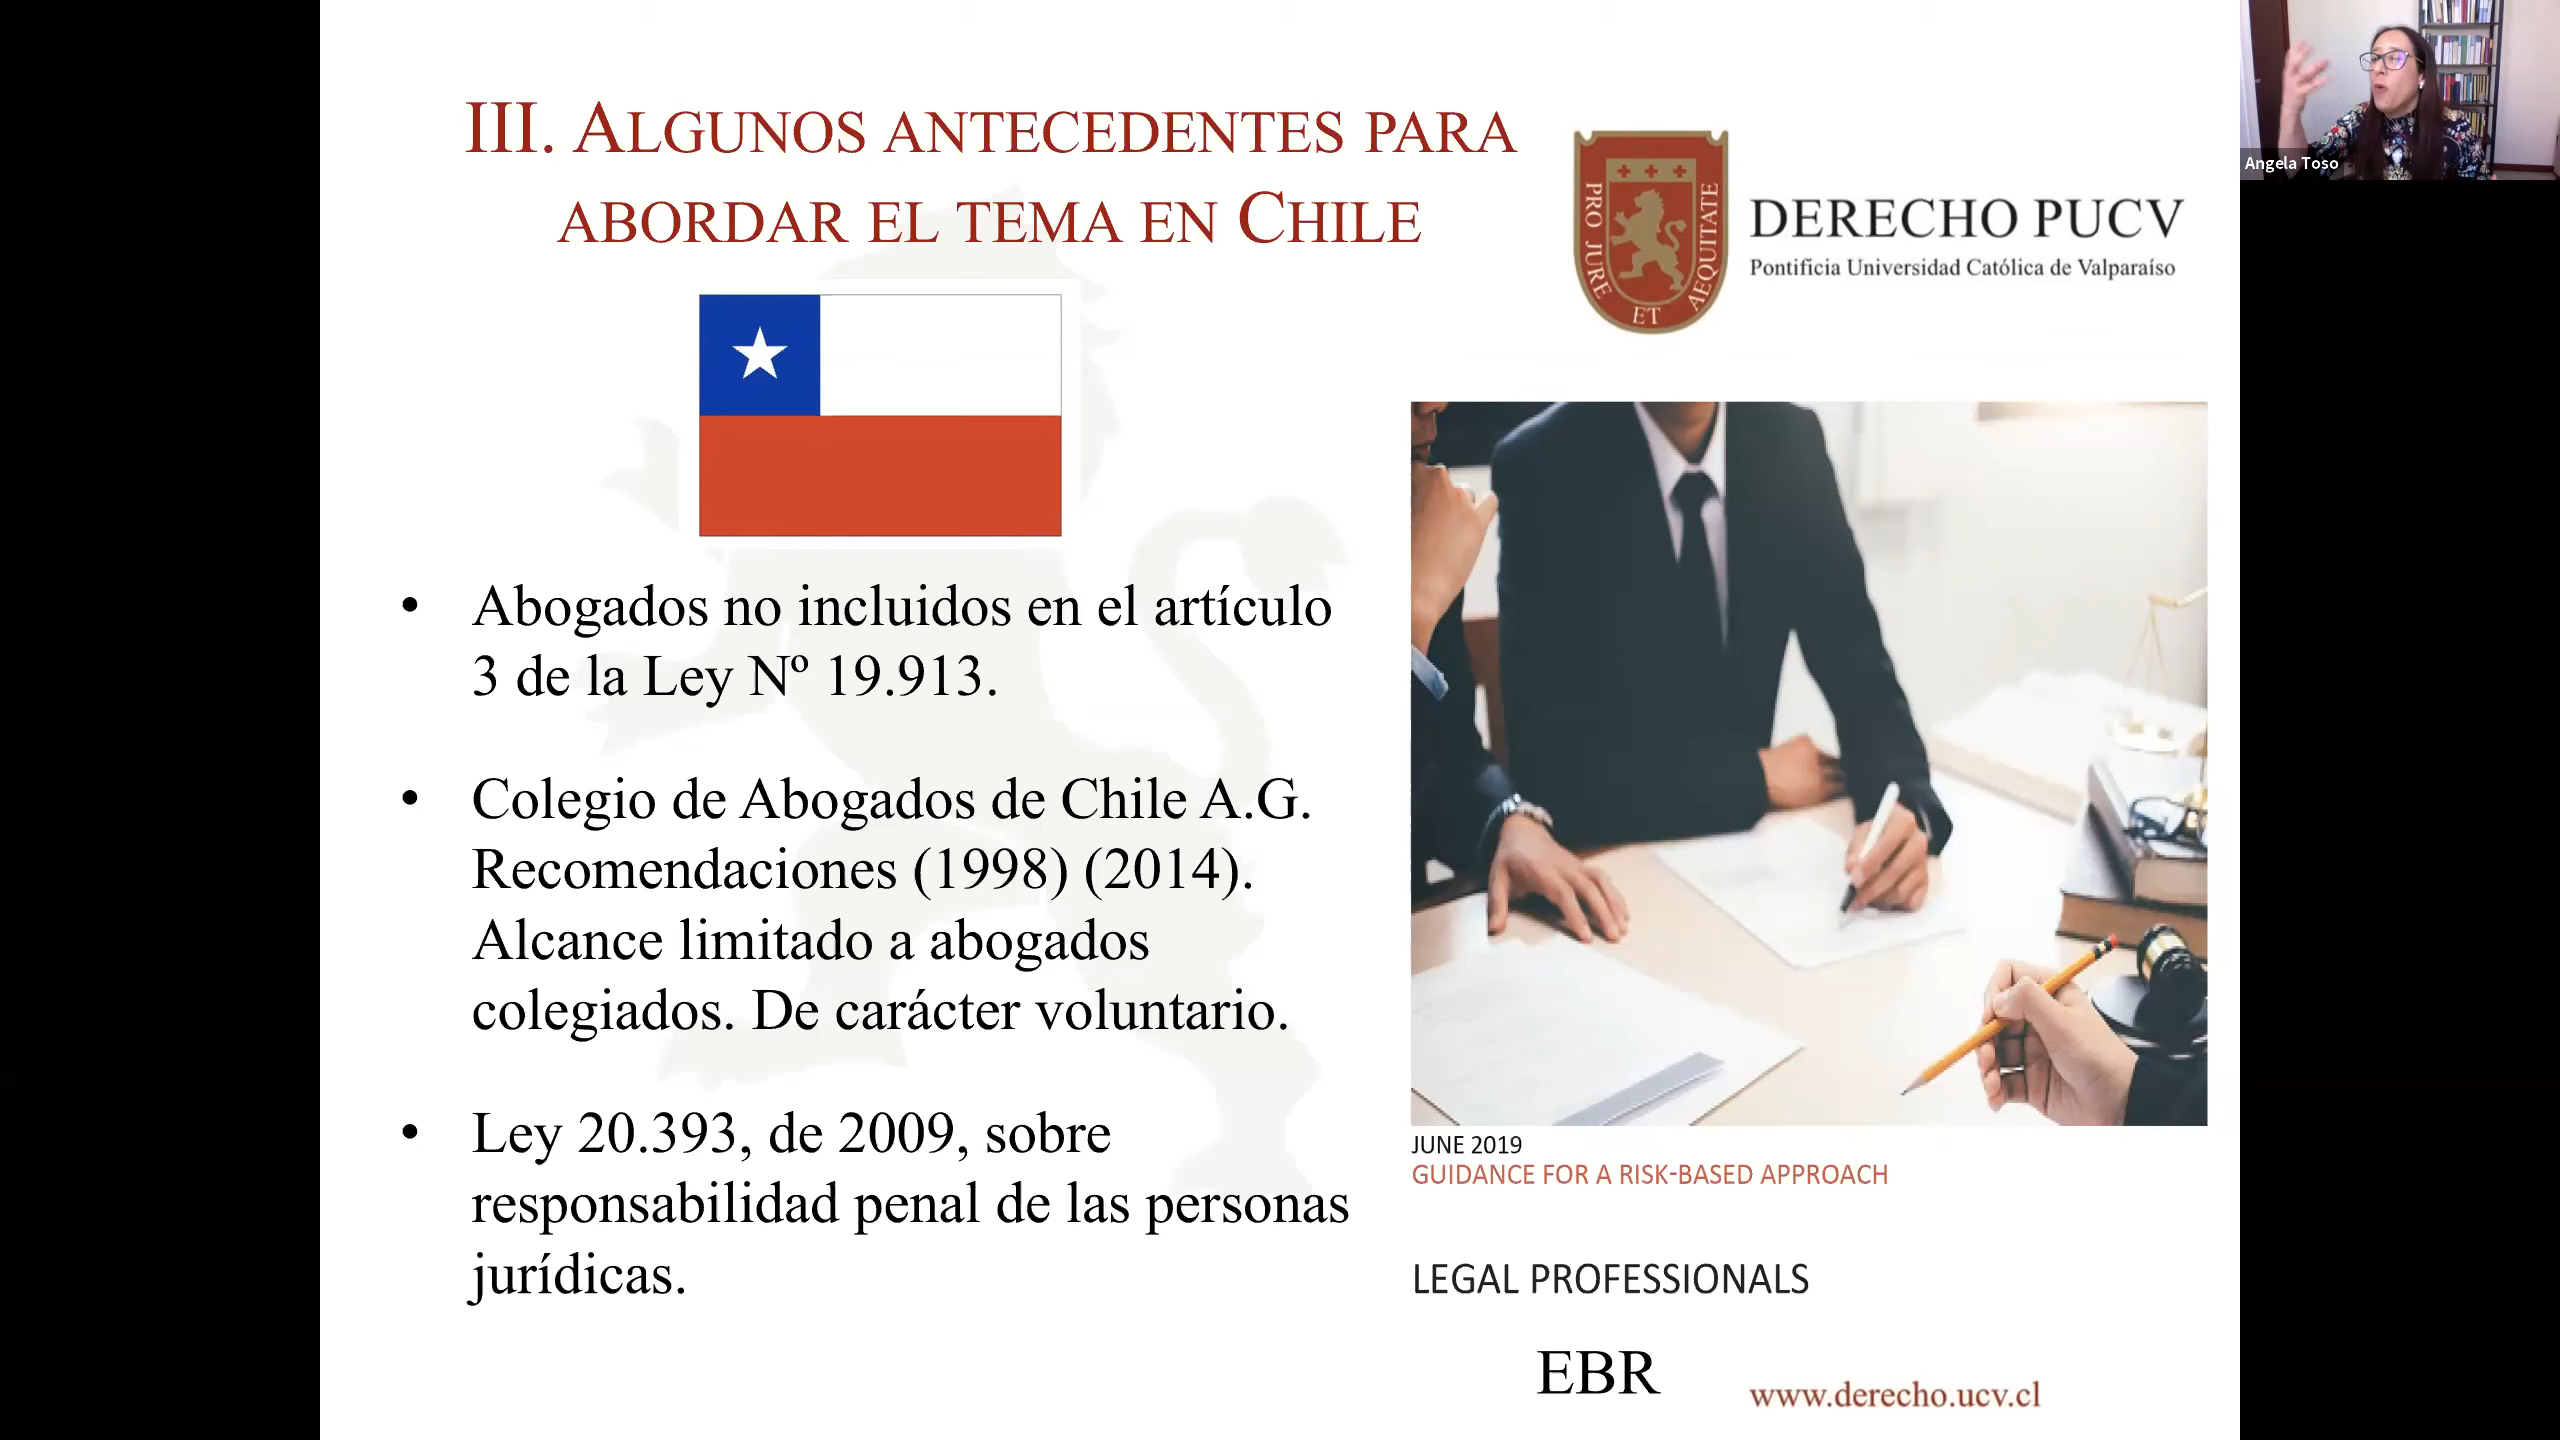 III. ALGUNOS ANTECEDENTES PARA
ABORDAR EL TEMA EN CHILE
PRO JURE ET AEQUITATE
DERECHO PUCV
Pontificia Universidad Católica de Valparaíso
Angela Toso
• Abogados no incluidos en el artículo
3 de la Ley Nº 19.913.
• Colegio de Abogados de Chile A.G.
Recomendaciones (1998) (2014).
Alcance limitado a abogados
colegiados. De carácter voluntario.
• Ley 20.393, de 2009, sobre
responsabilidad penal de las personas
jurídicas.
JUNE 2019
GUIDANCE FOR A RISK-BASED APPROACH
LEGAL PROFESSIONALS
EBR
www.derecho.ucv.cl